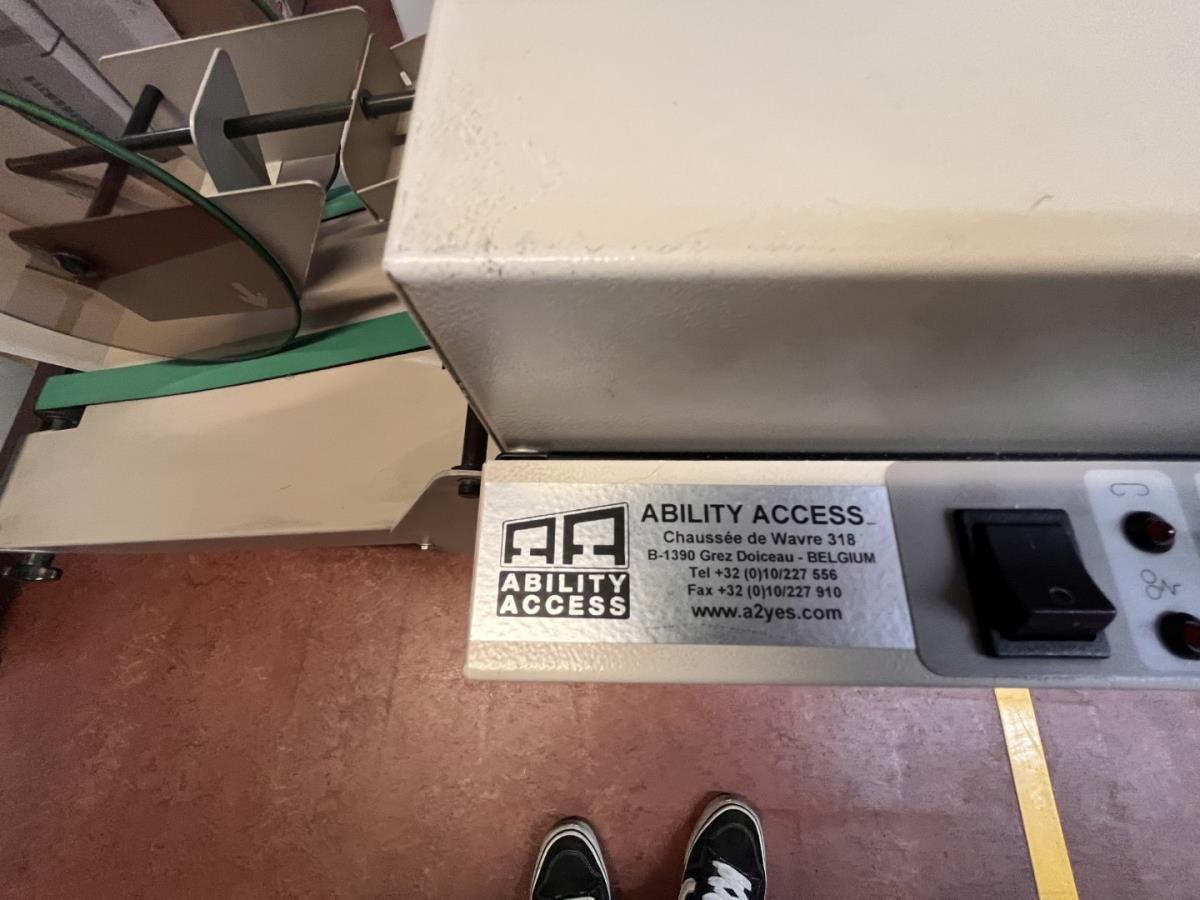 ABILITY
ACCESS
ABILITY ACCESS
Chaussée de Wavre 318
B-1390 Grez Doiceau - BELGIUM
Tel +32 (0)10/227 556
Fax +32 (0)10/227 910
www.a2yes.com